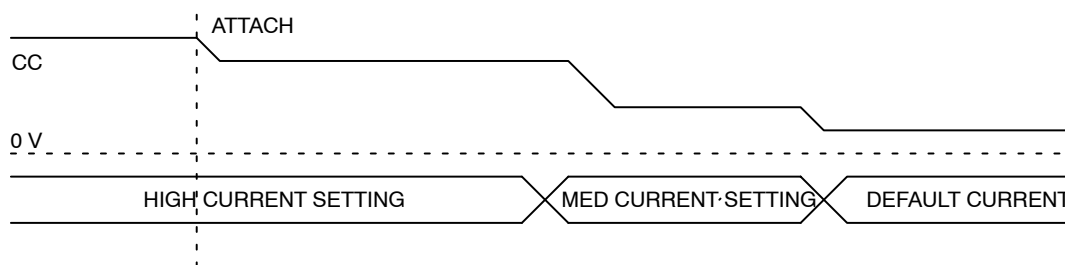 ATTACH
CC
0 V
HIGH CURRENT SETTING
MED CURRENT SETTING
DEFAULT CURRENT